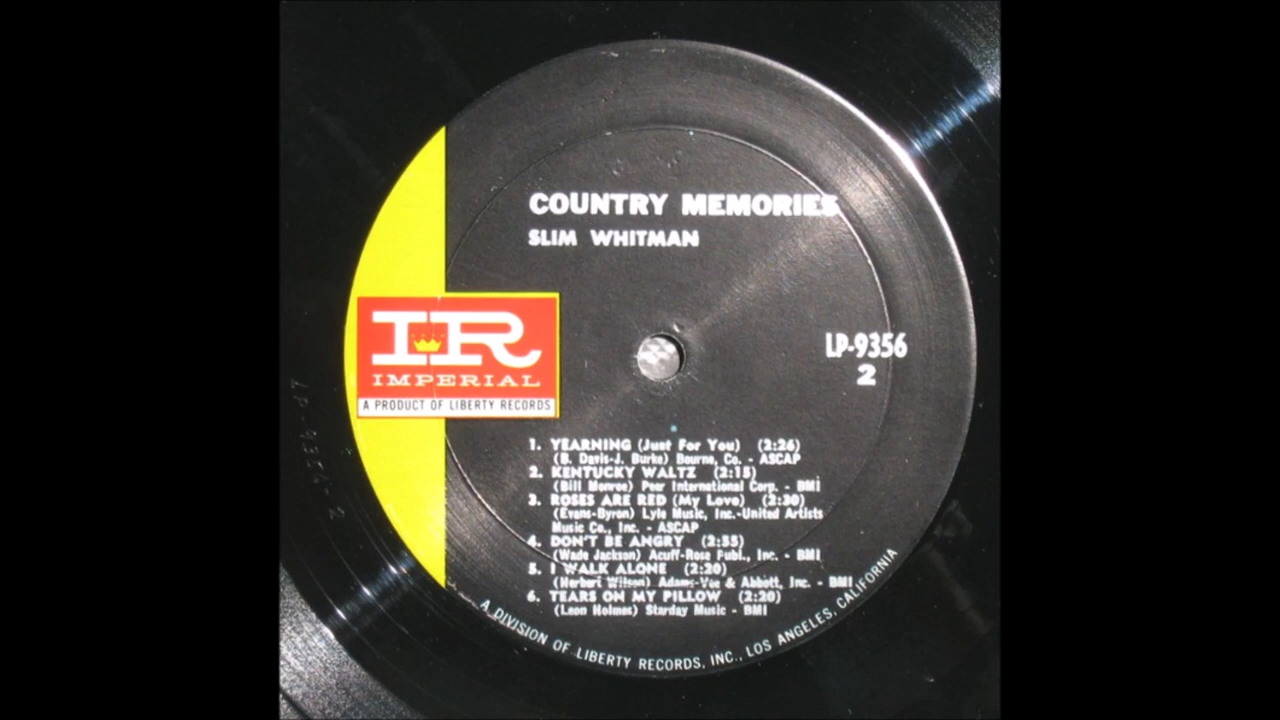 COUNTRY MEMORIES
SLIM WHITMAN
IR
IMPERIAL
A PRODUCT OF LIBERTY RECORDS
LP-9356
2
1. YEARNING (Just For You) (2:26)
(B. Davis-J. Burke) Bourne, Co. - ASCAP
2. KENTUCKY WALTZ (2:15)
(Bill Monroe) Peer International Corp. - BMI
3. ROSES ARE RED (My Love) (2:30)
(Evans-Byron) Lyle Music, Inc.-United Artists
Music Co., Inc. - ASCAP
4. DON'T BE ANGRY (2:55)
(Wade Jackson) Acuff-Rose Publ., Inc. - BMI
5. I WALK ALONE (2:20)
(Herbert Wilson) Adams-Vee & Abbott, Inc. - BMI
6. TEARS ON MY PILLOW (2:20)
(Leon Holmes) Starday Music - BMI
A DIVISION OF LIBERTY RECORDS, INC., LOS ANGELES, CALIFORNIA